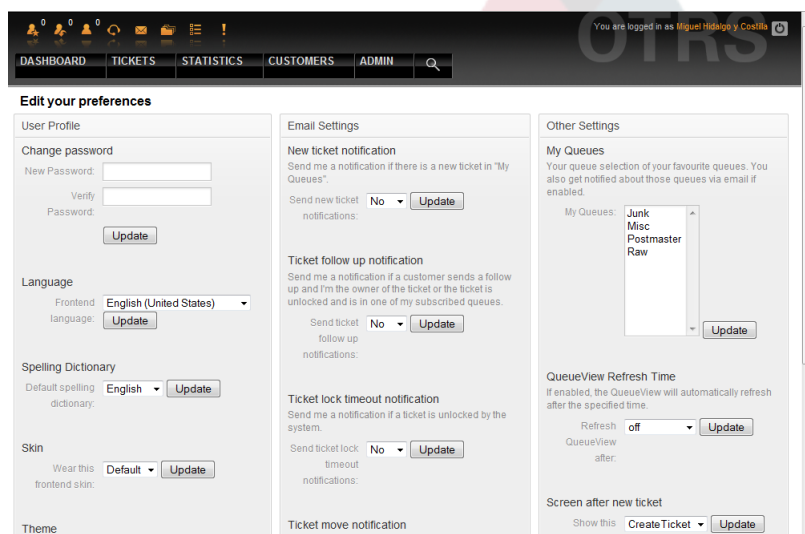 0 0 0
OTRS
You are logged in as Miguel Hidalgo y Costilla
DASHBOARD TICKETS STATISTICS CUSTOMERS ADMIN
Edit your preferences
User Profile
Change password
New Password:
Verify
Password:
Update
Language
Frontend
language:
English (United States)
Update
Spelling Dictionary
Default spelling
dictionary:
English
Update
Skin
Wear this
frontend skin:
Default
Update
Theme
Email Settings
New ticket notification
Send me a notification if there is a new ticket in "My
Queues".
Send new ticket
notifications:
No
Update
Ticket follow up notification
Send me a notification if a customer sends a follow
up and I'm the owner of the ticket or the ticket is
unlocked and is in one of my subscribed queues.
Send ticket
follow up
notifications:
No
Update
Ticket lock timeout notification
Send me a notification if a ticket is unlocked by the
system.
Send ticket lock
timeout
notifications:
No
Update
Ticket move notification
Other Settings
My Queues
Your queue selection of your favourite queues. You
also get notified about those queues via email if
enabled.
My Queues:
Junk
Misc
Postmaster
Raw
Update
QueueView Refresh Time
If enabled, the QueueView will automatically refresh
after the specified time.
Refresh
QueueView
after:
off
Update
Screen after new ticket
Show this
CreateTicket
Update